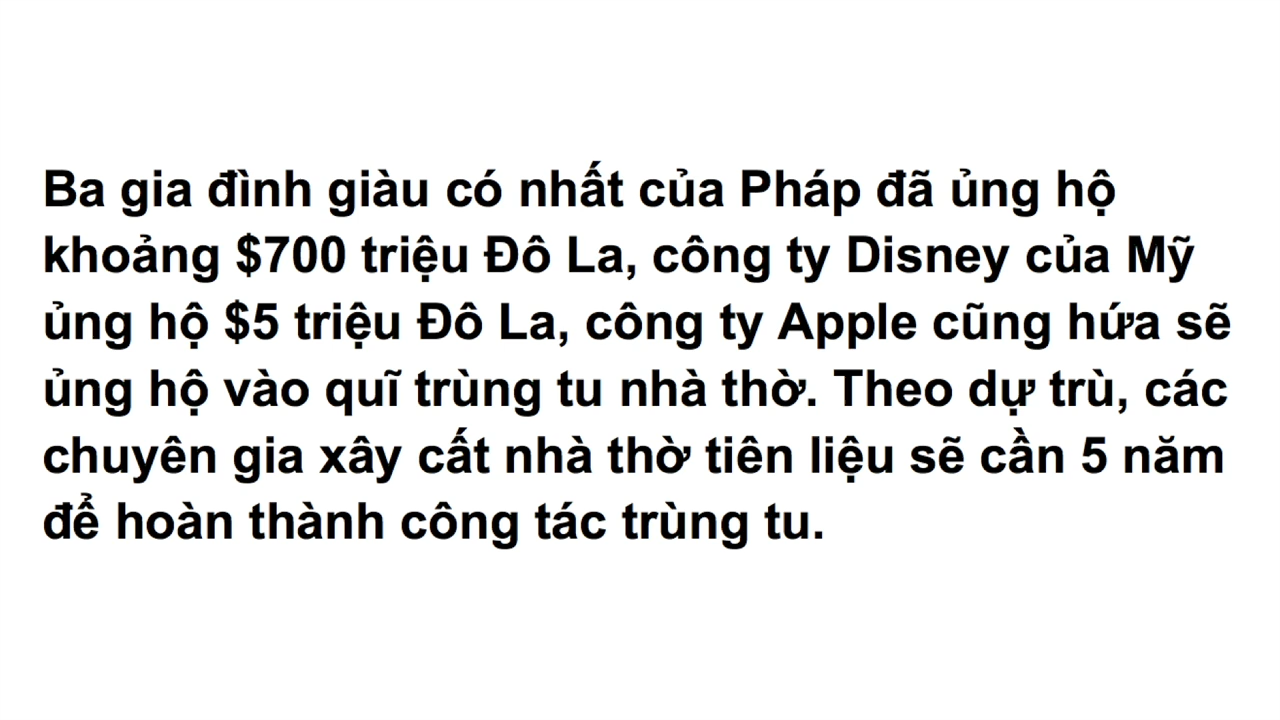 Ba gia đình giàu có nhất của Pháp đã ủng hộ
khoảng $700 triệu Đô La, công ty Disney của Mỹ
ủng hộ $5 triệu Đô La, công ty Apple cũng hứa sẽ
ủng hộ vào quĩ trùng tu nhà thờ. Theo dự trù, các
chuyên gia xây cất nhà thờ tiên liệu sẽ cần 5 năm
để hoàn thành công tác trùng tu.